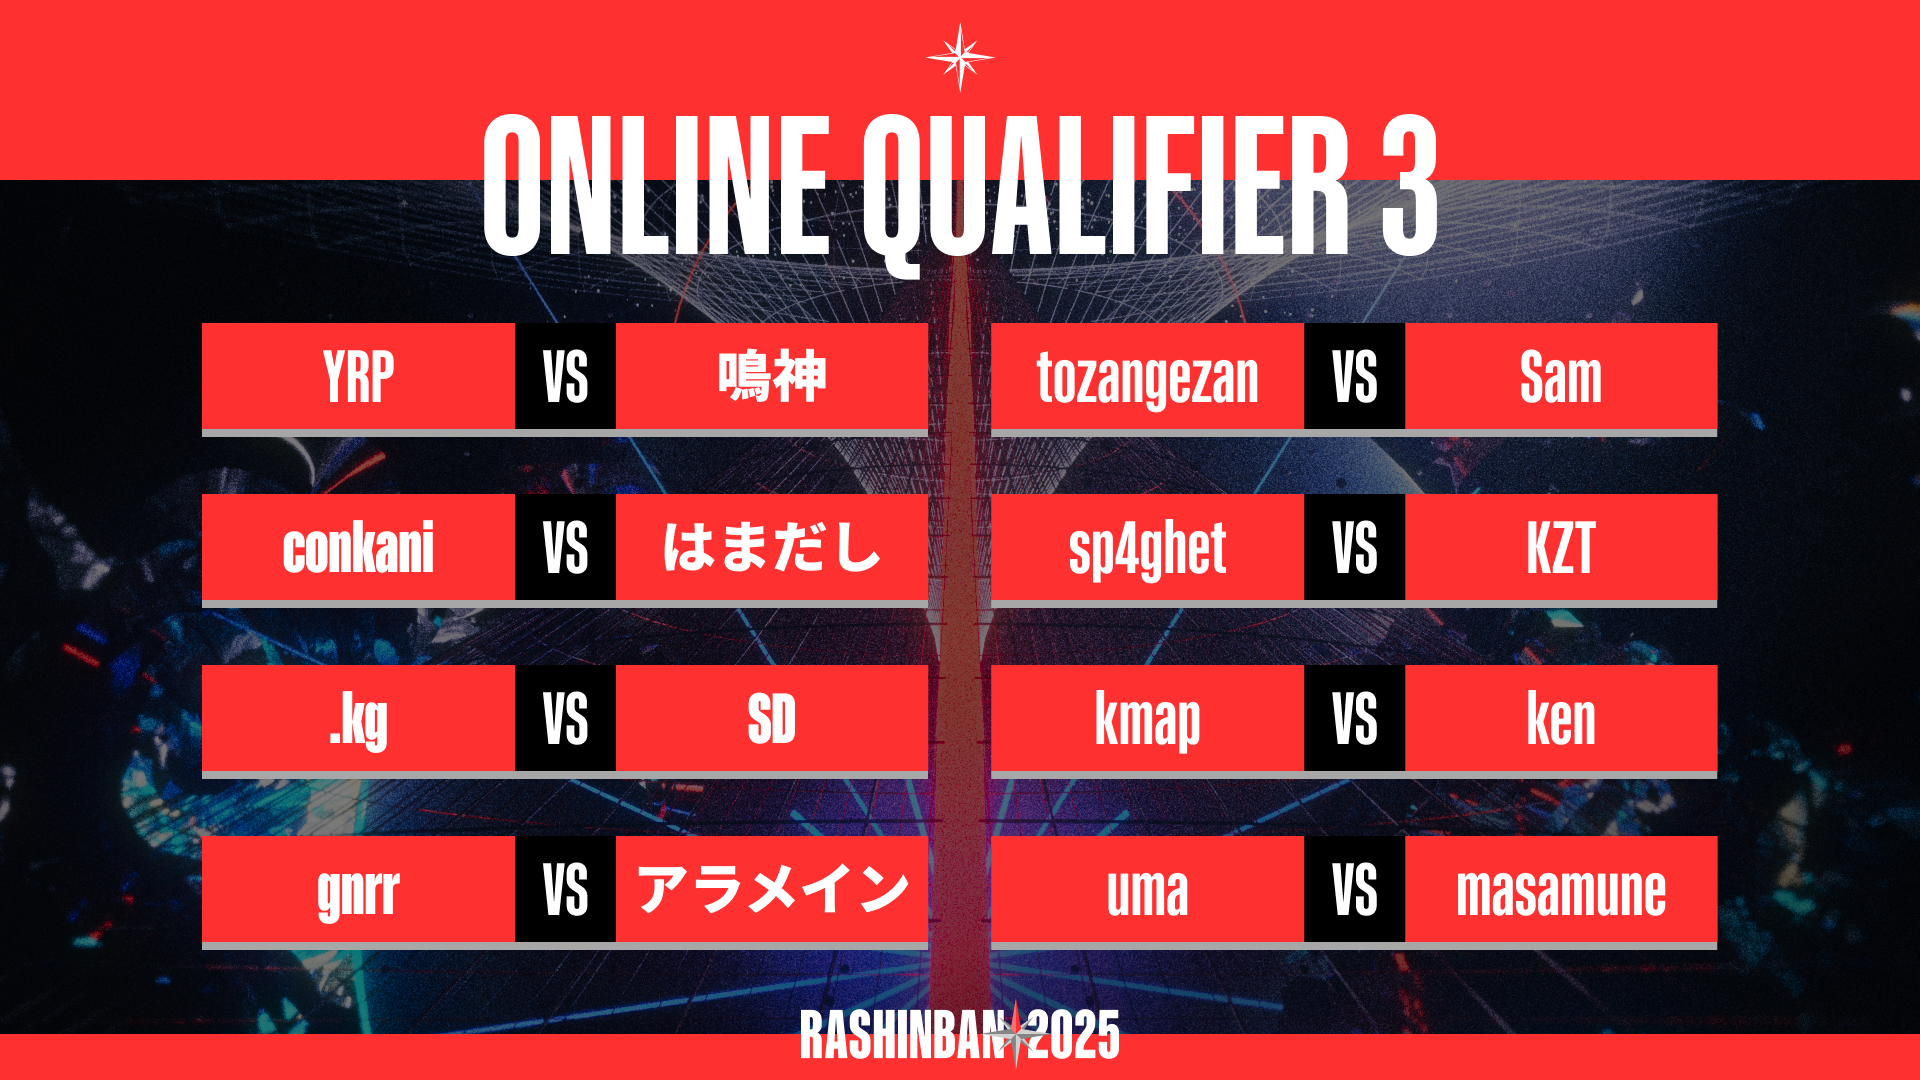 ONLINE QUALIFIER 3
YRP VS 鳴神
tozangezan VS Sam
conkani VS はまだし
sp4ghet VS KZT
.kg VS SD
kmap VS ken
gnrr VS アラメイン
uma VS masamune
RASHINBAN 2025